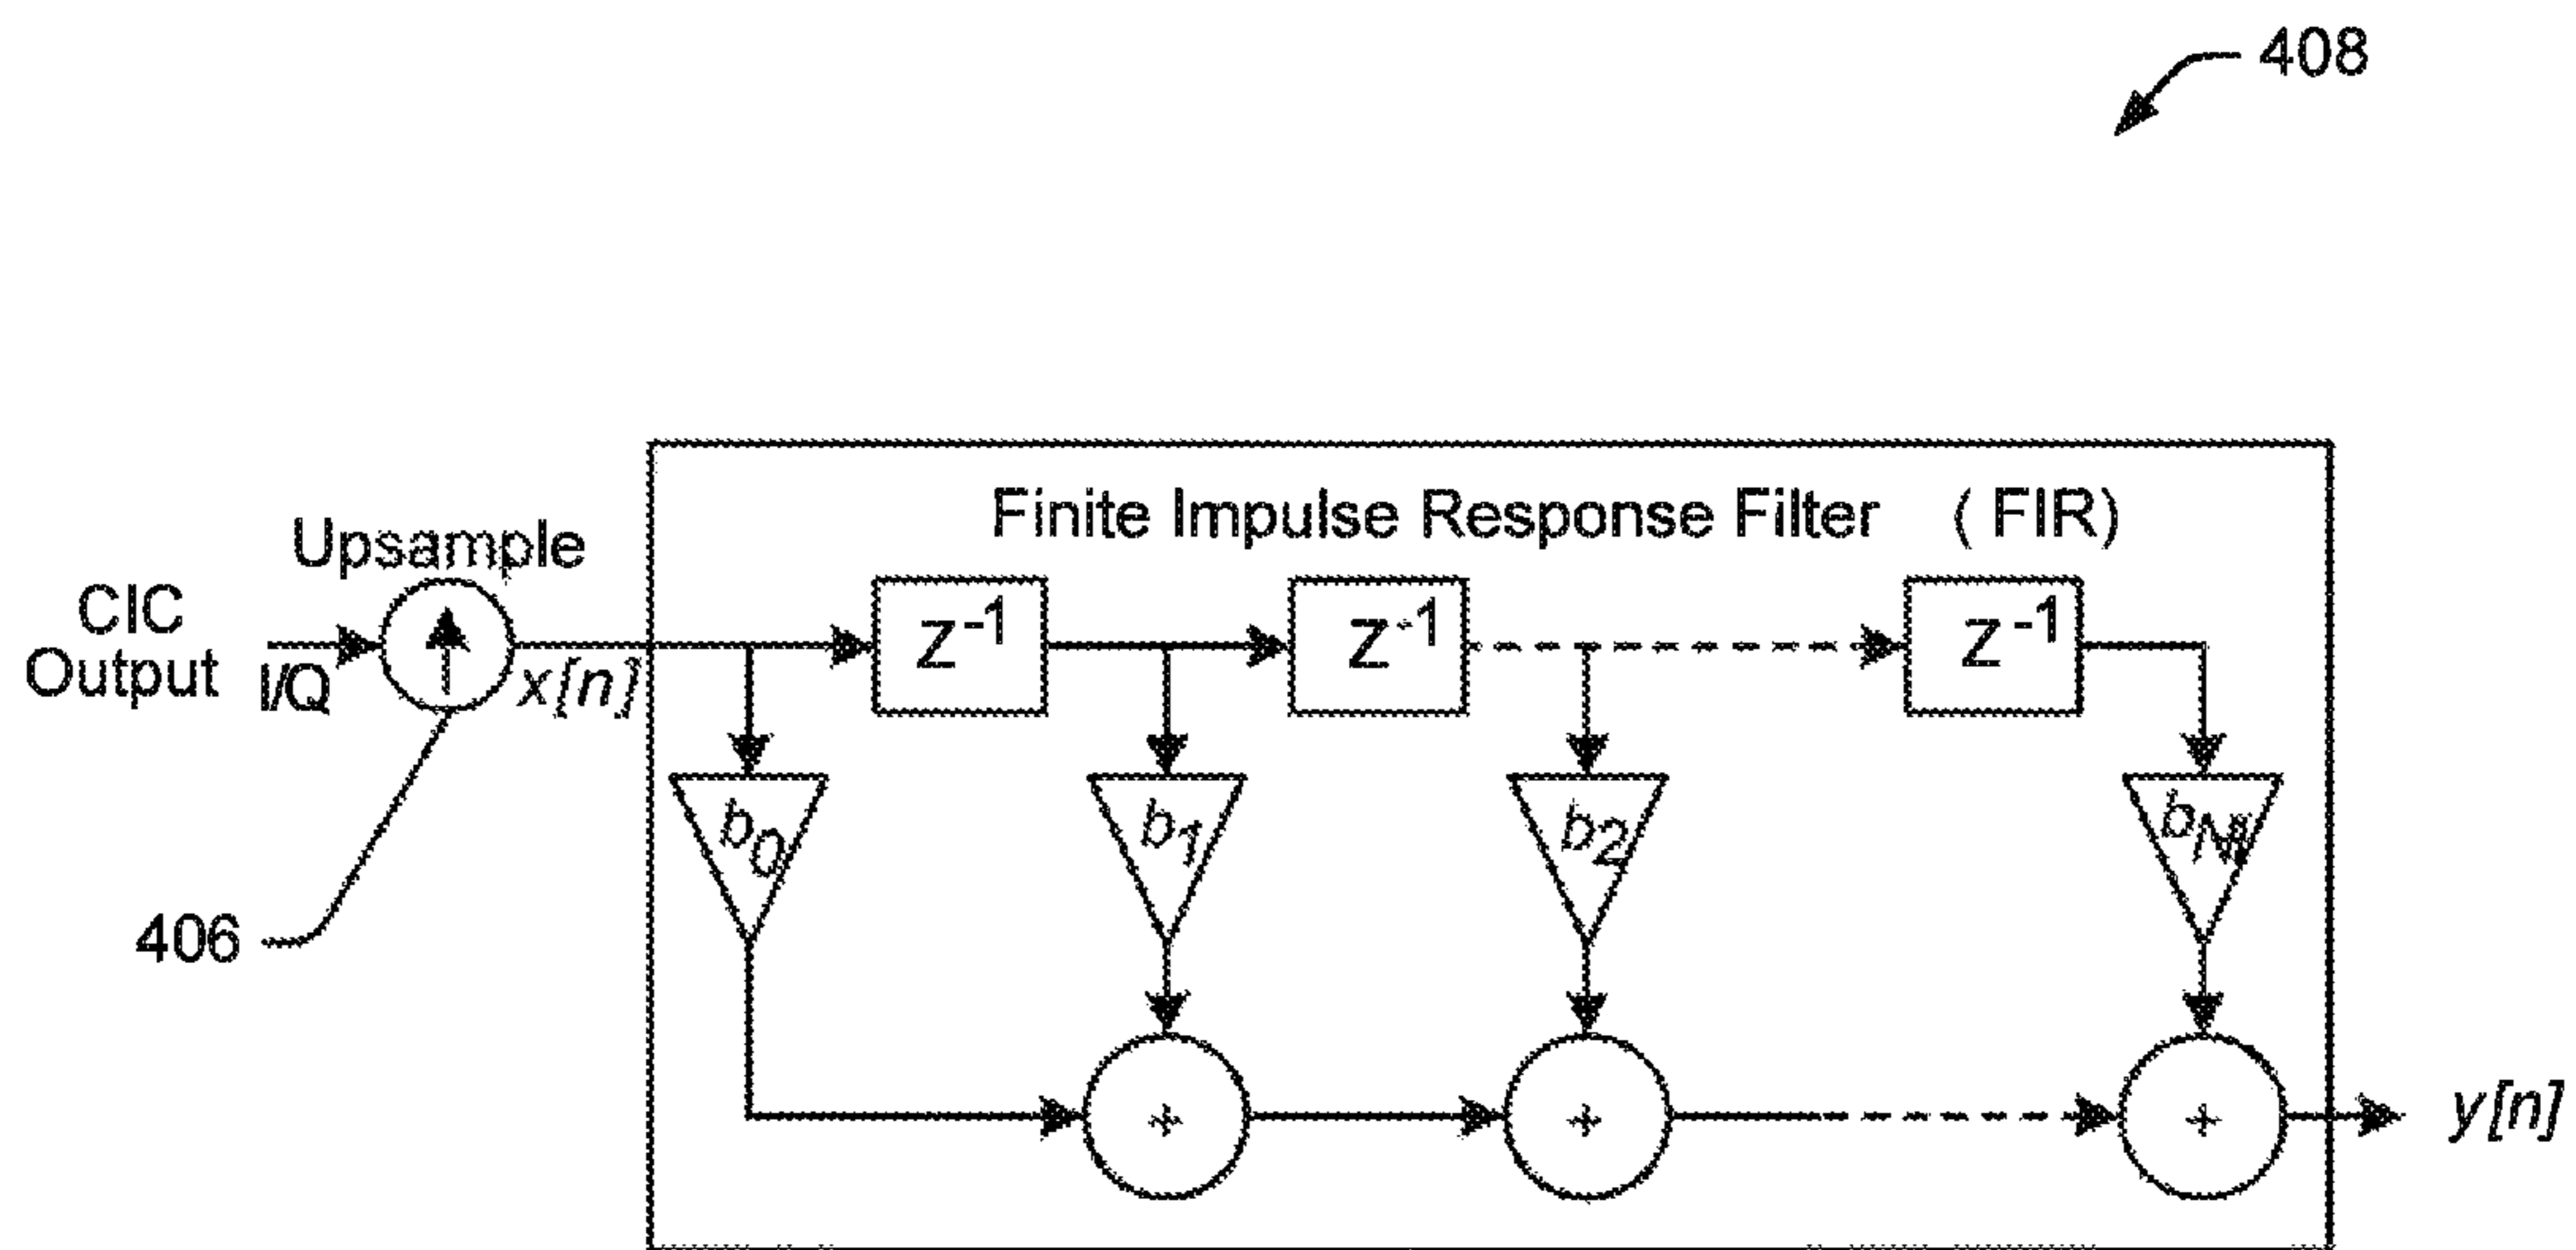 408
Finite Impulse Response Filter ( FIR)
Upsample
CIC
Output
I/Q
x[n]
z-1
z-1
z-1
b0
b1
b2
bN
406
+
+
+
y[n]